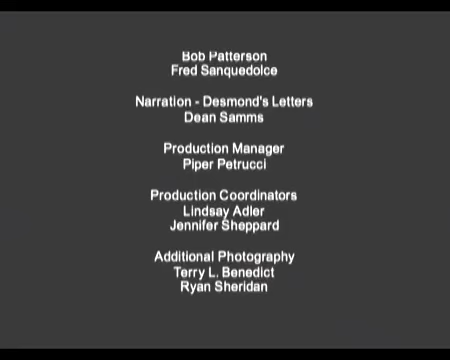 Bob Patterson
Fred Sanquedolce
Narration - Desmond's Letters
Dean Samms
Production Manager
Piper Petrucci
Production Coordinators
Lindsay Adler
Jennifer Sheppard
Additional Photography
Terry L. Benedict
Ryan Sheridan